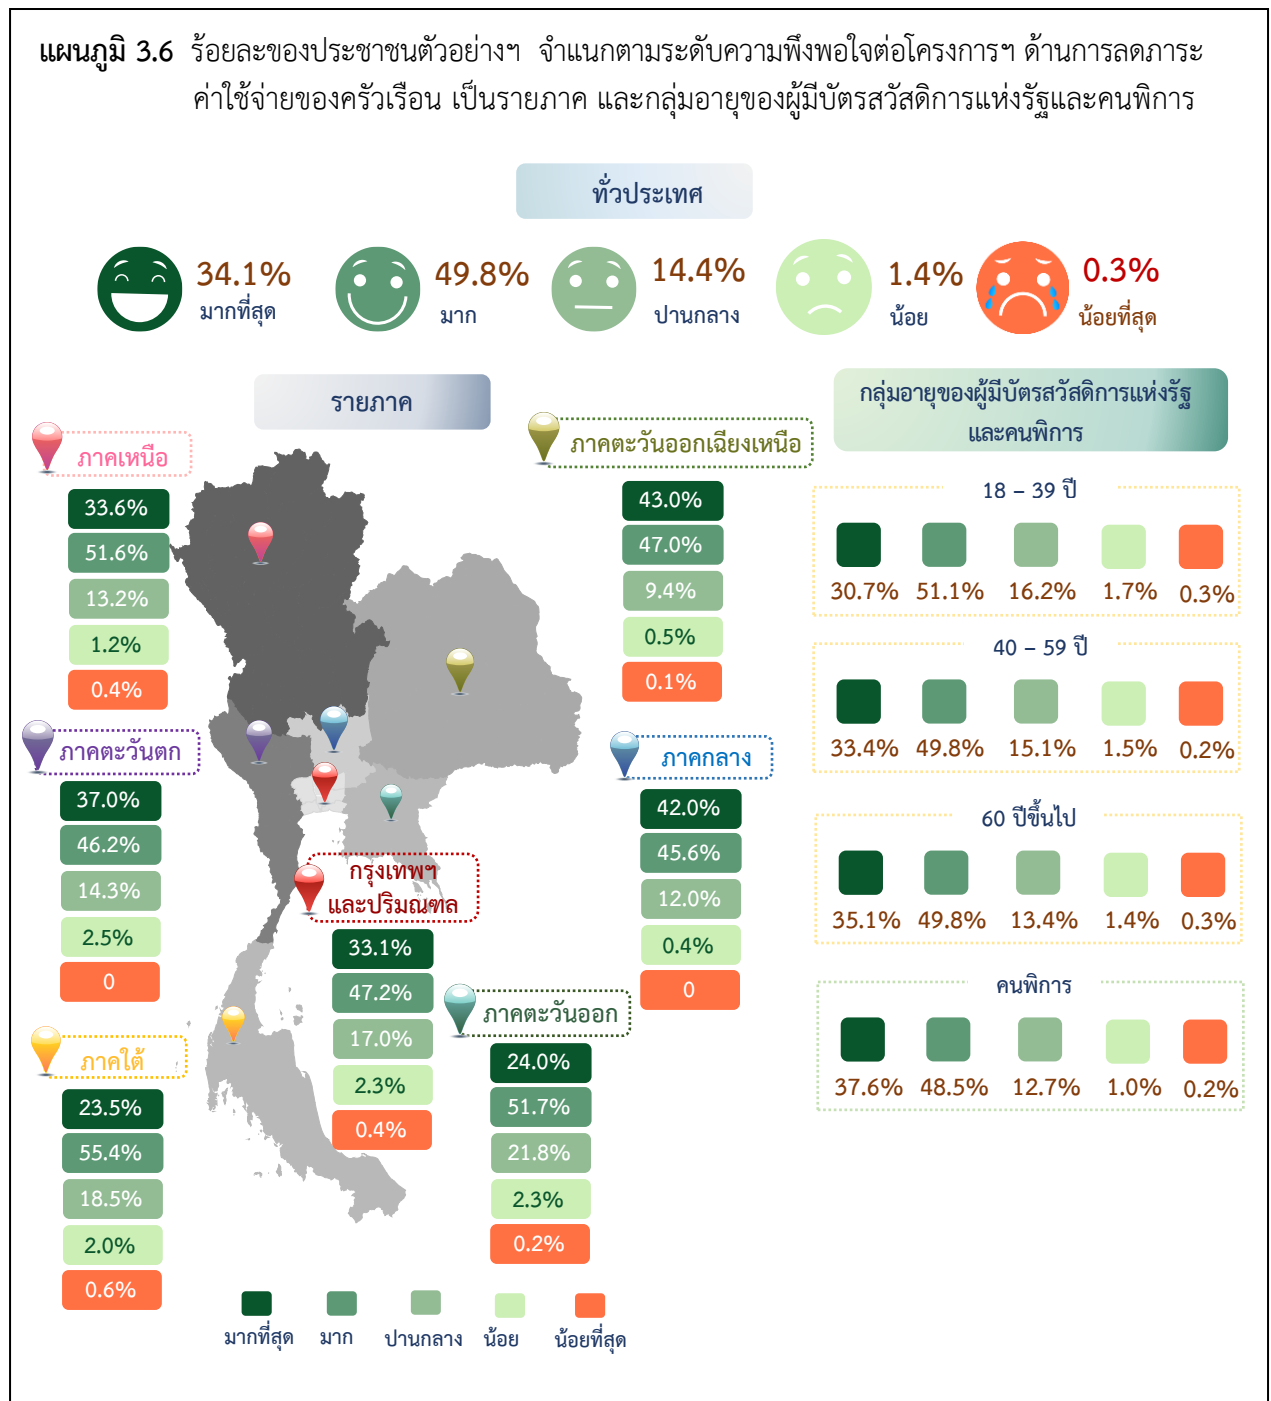 แผนภูมิ 3.6 ร้อยละของประชาชนตัวอย่างฯ จำแนกตามระดับความพึงพอใจต่อโครงการฯ ด้านการลดภาระ
ค่าใช้จ่ายของครัวเรือน เป็นรายภาค และกลุ่มอายุของผู้มีบัตรสวัสดิการแห่งรัฐและคนพิการ
ทั่วประเทศ
34.1% 49.8% 14.4% 1.4% 0.3%
มากที่สุด มาก ปานกลาง น้อย น้อยที่สุด
รายภาค
ภาคเหนือ
33.6%
51.6%
13.2%
1.2%
0.4%
ภาคตะวันออกเฉียงเหนือ
43.0%
47.0%
9.4%
0.5%
0.1%
ภาคตะวันตก
37.0%
46.2%
14.3%
2.5%
0
ภาคกลาง
42.0%
45.6%
12.0%
0.4%
0
กรุงเทพฯ
และปริมณฑล
33.1%
47.2%
17.0%
2.3%
0.4%
ภาคตะวันออก
24.0%
51.7%
21.8%
2.3%
0.2%
ภาคใต้
23.5%
55.4%
18.5%
2.0%
0.6%
มากที่สุด มาก ปานกลาง น้อย น้อยที่สุด
กลุ่มอายุของผู้มีบัตรสวัสดิการแห่งรัฐ
และคนพิการ
18 – 39 ปี
30.7% 51.1% 16.2% 1.7% 0.3%
40 – 59 ปี
33.4% 49.8% 15.1% 1.5% 0.2%
60 ปีขึ้นไป
35.1% 49.8% 13.4% 1.4% 0.3%
คนพิการ
37.6% 48.5% 12.7% 1.0% 0.2%